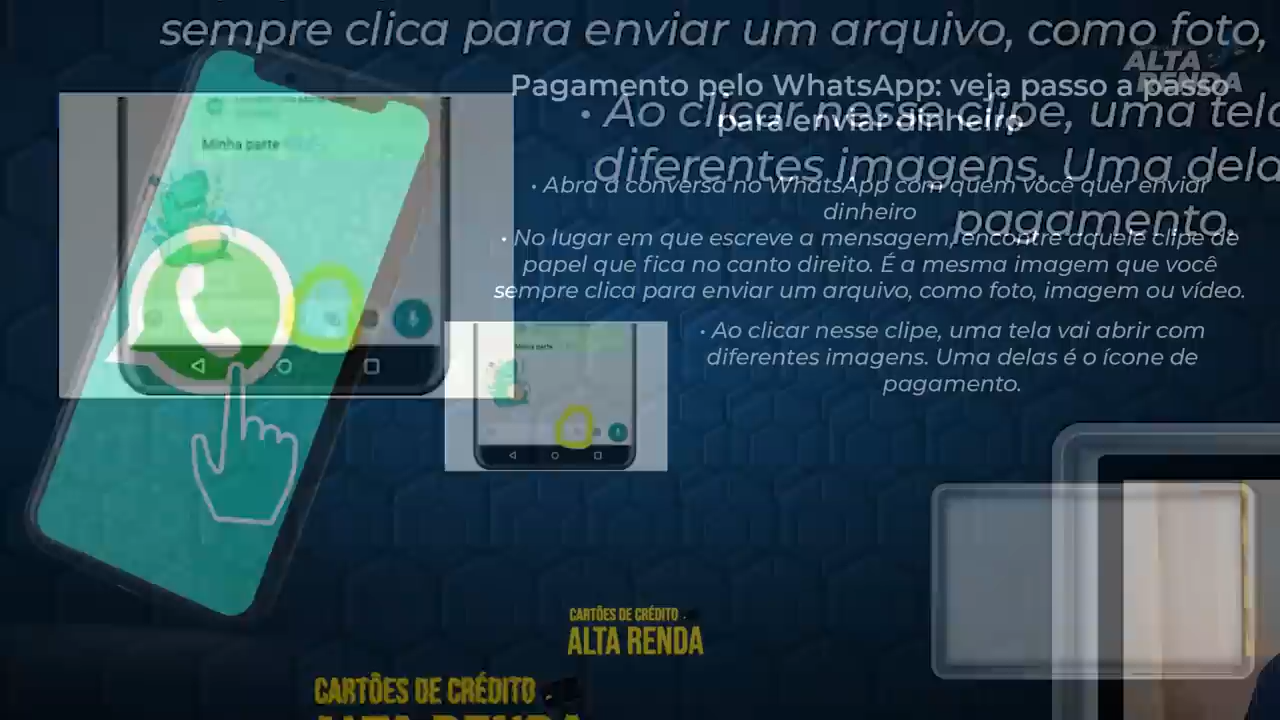 sempre clica para enviar um arquivo, como foto,
ALTA
RENDA
Pagamento pelo WhatsApp: veja passo a passo
para enviar dinheiro
• Ao clicar nesse clipe, uma tela
diferentes imagens. Uma dela
pagamento.
• Abra a conversa no WhatsApp com quem você quer enviar
dinheiro
• No lugar em que escreve a mensagem, encontre aquele clipe de
papel que fica no canto direito. É a mesma imagem que você
sempre clica para enviar um arquivo, como foto, imagem ou vídeo.
• Ao clicar nesse clipe, uma tela vai abrir com
diferentes imagens. Uma delas é o ícone de
pagamento.
Minha parte
Minha parte
CARTÕES DE CRÉDITO
ALTA RENDA
CARTÕES DE CRÉDITO
ALTA RENDA